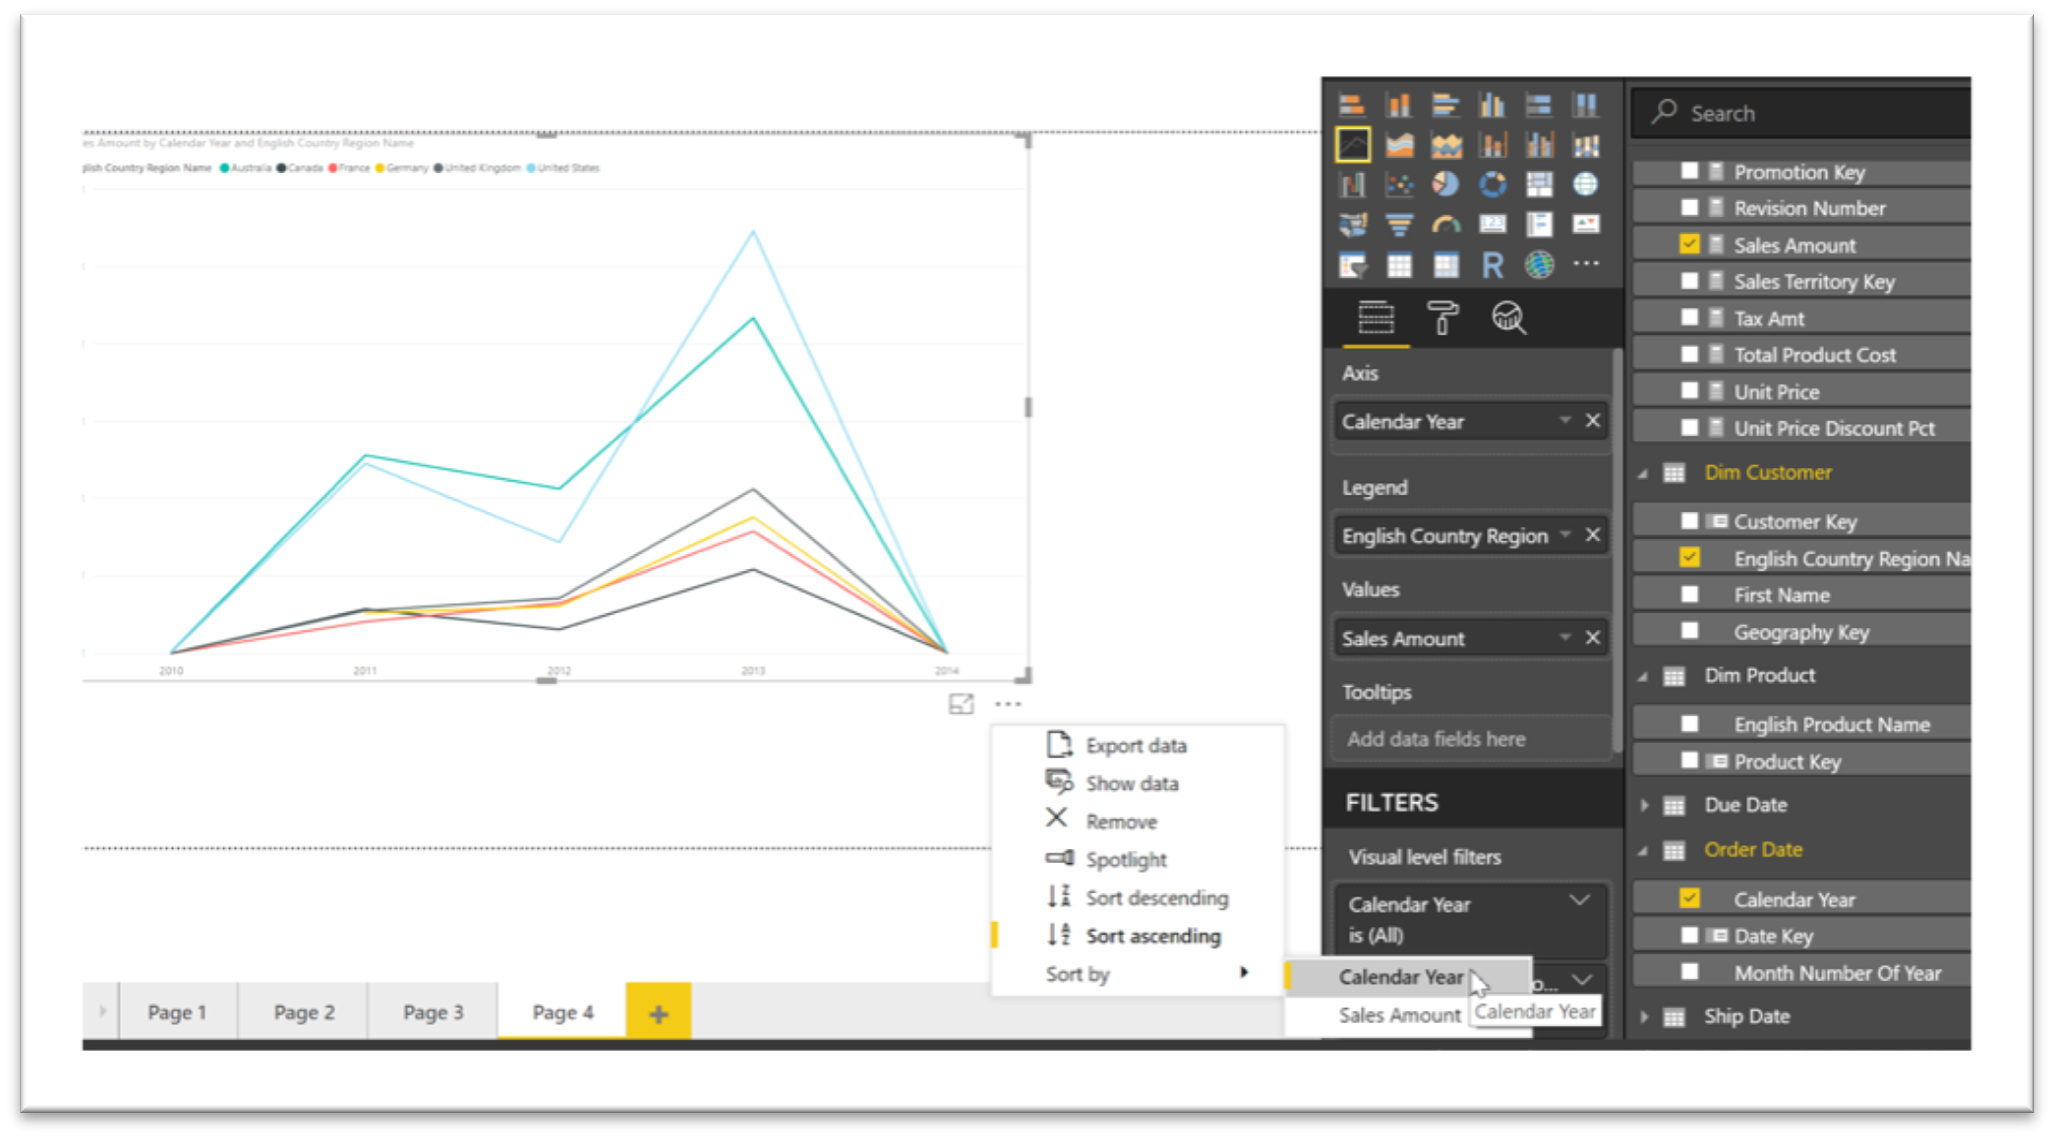 es Amount by Calendar Year and English Country Region Name
glish Country Region Name Australia Canada France Germany United Kingdom United States
2010 2011 2012 2013 2014
Export data
Show data
Remove
Spotlight
Sort descending
Sort ascending
Sort by
Calendar Year
Sales Amount
Calendar Year
Page 1
Page 2
Page 3
Page 4
+
R
Axis
Calendar Year
Legend
English Country Region
Values
Sales Amount
Tooltips
Add data fields here
FILTERS
Visual level filters
Calendar Year
is (All)
o...
Search
Promotion Key
Revision Number
Sales Amount
Sales Territory Key
Tax Amt
Total Product Cost
Unit Price
Unit Price Discount Pct
Dim Customer
Customer Key
English Country Region Na
First Name
Geography Key
Dim Product
English Product Name
Product Key
Due Date
Order Date
Calendar Year
Date Key
Month Number Of Year
Ship Date